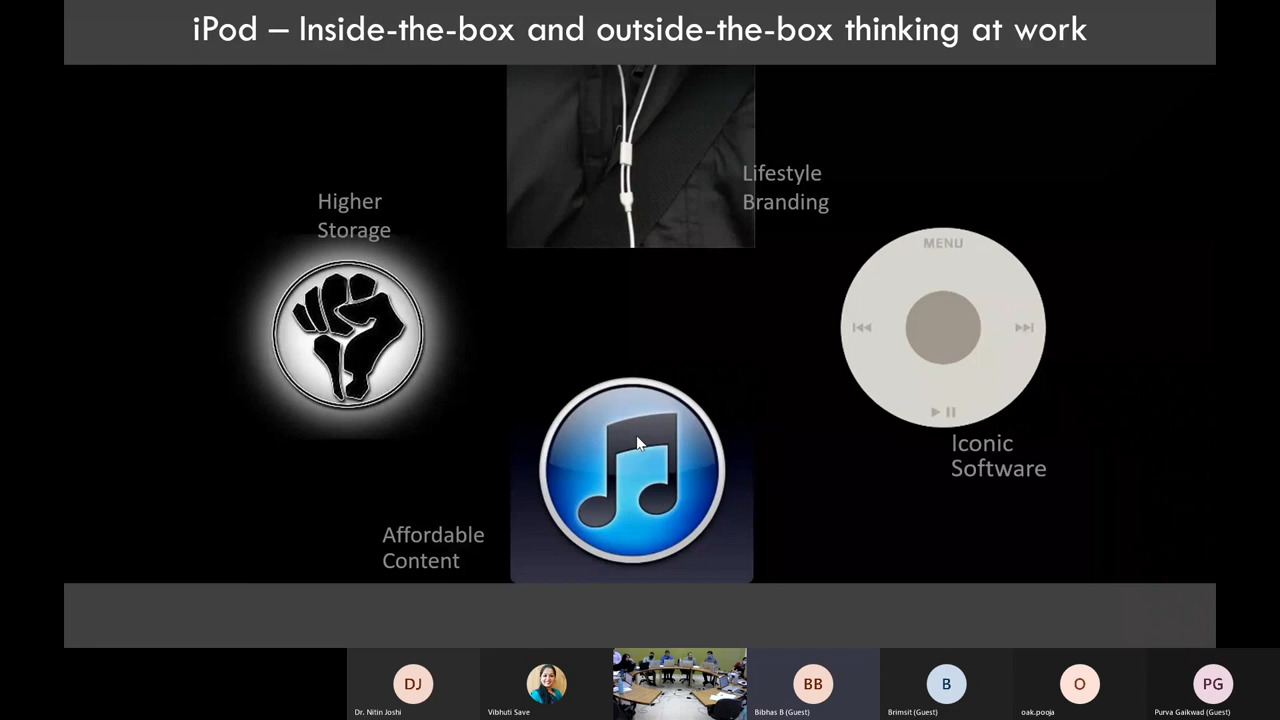 iPod – Inside-the-box and outside-the-box thinking at work
Lifestyle
Branding
Higher
Storage
MENU
Iconic
Software
Affordable
Content
DJ
BB
B
O
PG
Dr. Nitin Joshi
Vibhuti Save
Bibhas B (Guest)
Brimsit (Guest)
oak.pooja
Purva Gaikwad (Guest)